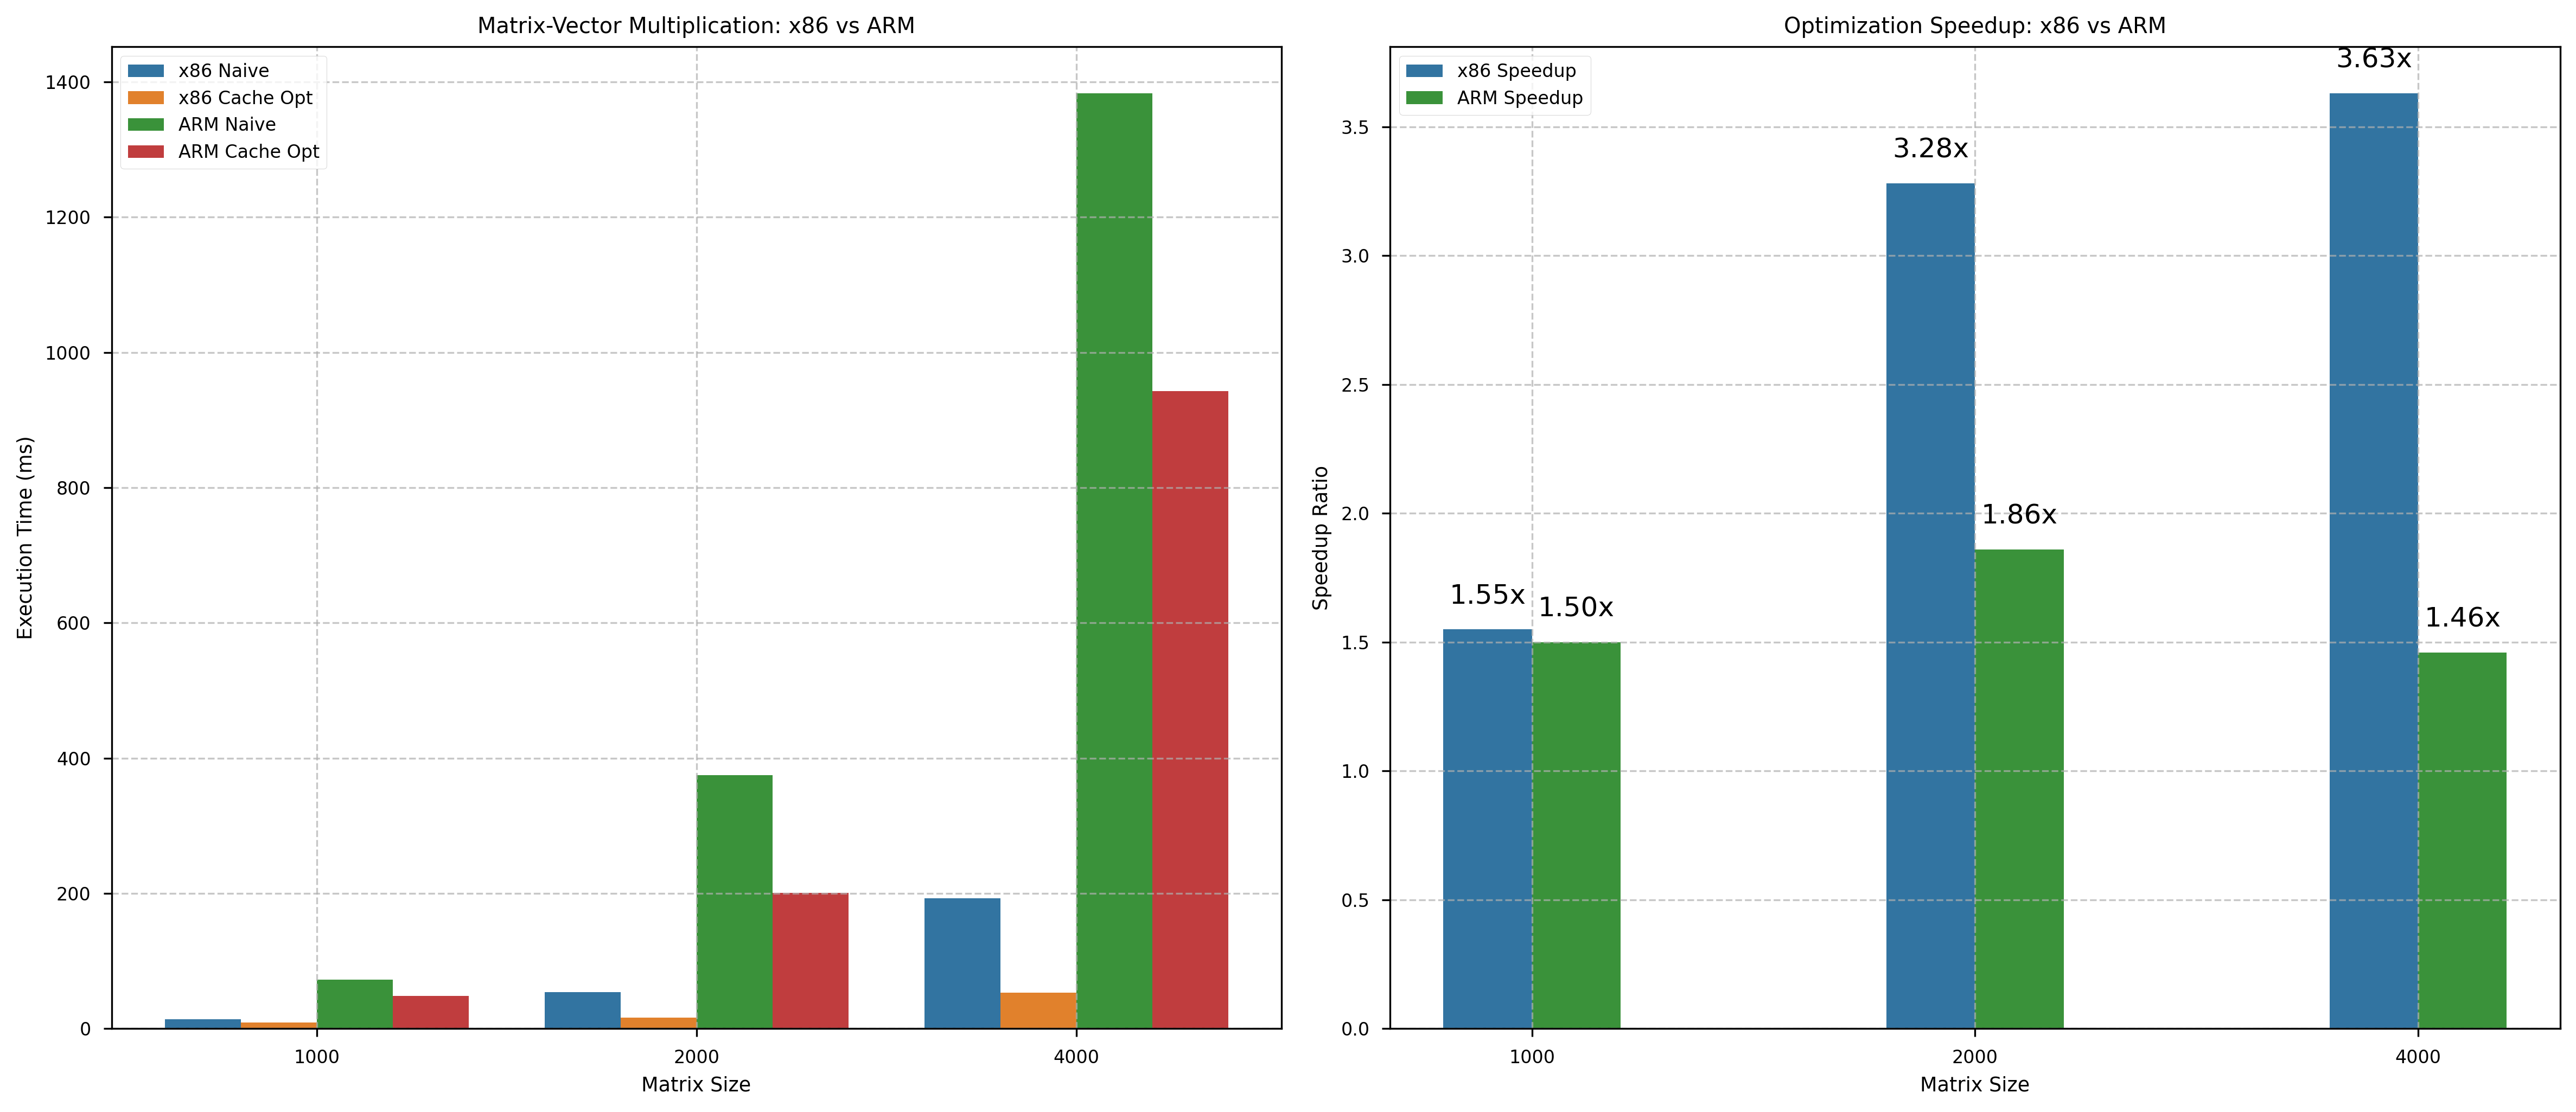 Matrix-Vector Multiplication: x86 vs ARM
x86 Naive
x86 Cache Opt
ARM Naive
ARM Cache Opt
Execution Time (ms)
1400
1200
1000
800
600
400
200
0
1000
2000
4000
Matrix Size
Optimization Speedup: x86 vs ARM
x86 Speedup
ARM Speedup
Speedup Ratio
3.5
3.0
2.5
2.0
1.5
1.0
0.5
0.0
1.55x
1.50x
3.28x
1.86x
3.63x
1.46x
1000
2000
4000
Matrix Size